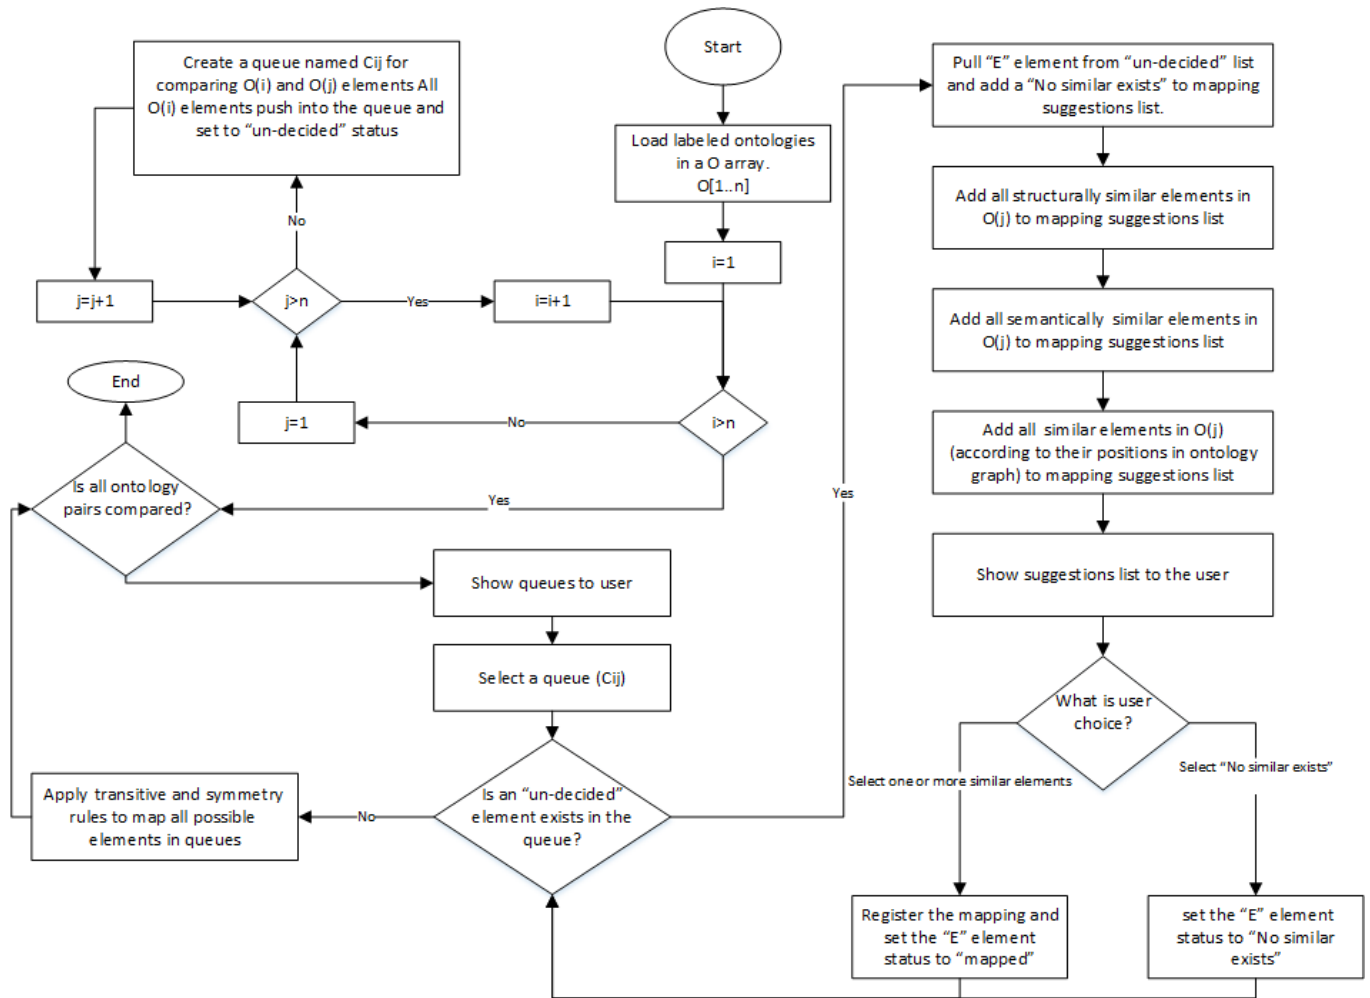 Start
Load labeled ontologies
in a O array.
O[1..n]
i=1
Create a queue named Cij for
comparing O(i) and O(j) elements All
O(i) elements push into the queue and
set to “un-decided” status
No
j=j+1
j>n
Yes
i=i+1
End
j=1
No
i>n
Is all ontology
pairs compared?
Yes
Show queues to user
Select a queue (Cij)
Is an “un-decided”
element exists in the
queue?
No
Apply transitive and symmetry
rules to map all possible
elements in queues
Yes
Pull “E” element from “un-decided” list
and add a “No similar exists” to mapping
suggestions list.
Add all structurally similar elements in
O(j) to mapping suggestions list
Add all semantically similar elements in
O(j) to mapping suggestions list
Add all similar elements in O(j)
(according to their positions in ontology
graph) to mapping suggestions list
Show suggestions list to the user
What is user
choice?
Select one or more similar elements
Select “No similar exists”
Register the mapping and
set the “E” element
status to “mapped”
set the “E” element
status to “No similar
exists”